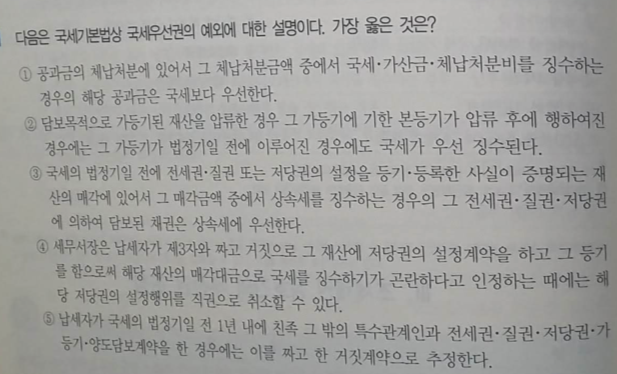 다음은 국세기본법상 국세우선권의 예외에 대한 설명이다. 가장 옳은 것은?
① 공과금의 체납처분에 있어서 그 체납처분금액 중에서 국세·가산금·체납처분비를 징수하는
경우의 해당 공과금은 국세보다 우선한다.
② 담보목적으로 가등기된 재산을 압류한 경우 그 가등기에 기한 본등기가 압류 후에 행하여진
경우에는 그 가등기가 법정기일 전에 이루어진 경우에도 국세가 우선 징수된다.
③ 국세의 법정기일 전에 전세권·질권 또는 저당권의 설정을 등기·등록한 사실이 증명되는 재
산의 매각에 있어서 그 매각금액 중에서 상속세를 징수하는 경우의 그 전세권·질권·저당권
에 의하여 담보된 채권은 상속세에 우선한다.
④ 세무서장은 납세자가 제3자와 짜고 거짓으로 그 재산에 저당권의 설정계약을 하고 그 등기
를 함으로써 해당 재산의 매각대금으로 국세를 징수하기가 곤란하다고 인정하는 때에는 해
당 저당권의 설정행위를 직권으로 취소할 수 있다.
⑤ 납세자가 국세의 법정기일 전 1년 내에 친족 그 밖의 특수관계인과 전세권·질권·저당권·가
등기·양도담보계약을 한 경우에는 이를 짜고 한 거짓계약으로 추정한다.